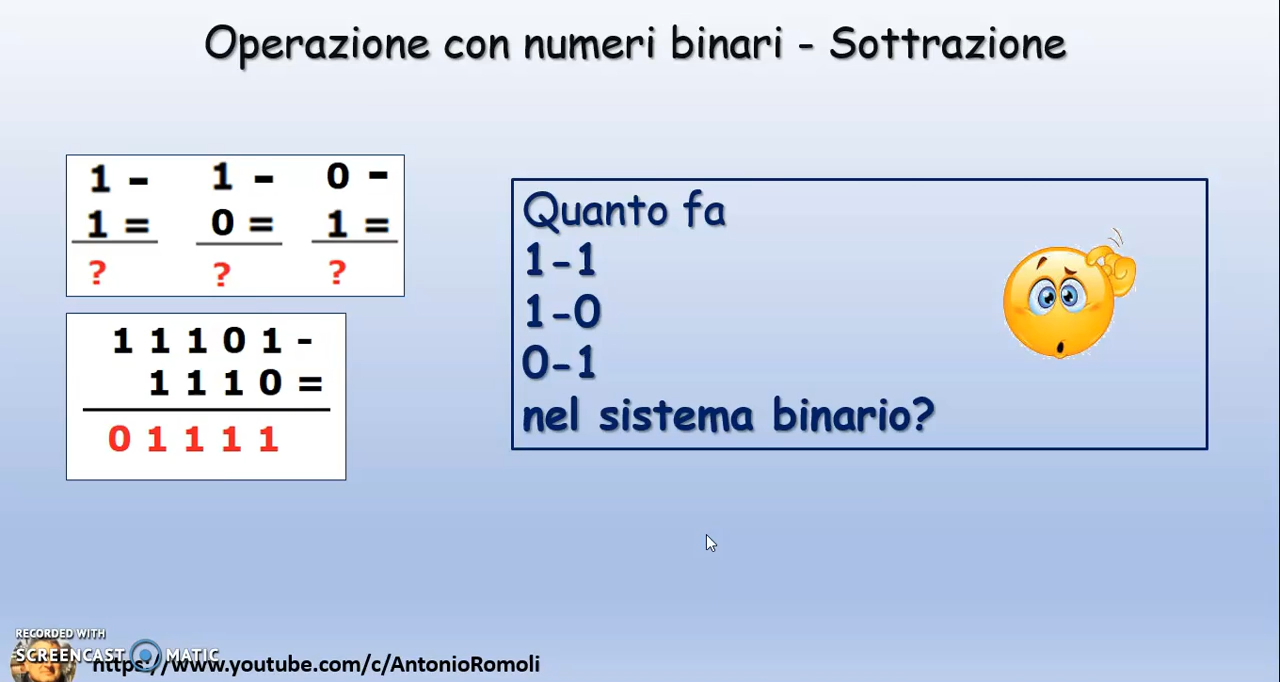 Operazione con numeri binari - Sottrazione
1 - 1 - 0 -
1 = 0 = 1 =
? ? ?
1 1 1 0 1 -
1 1 1 0 =
0 1 1 1 1
Quanto fa
1-1
1-0
0-1
nel sistema binario?
RECORDED WITH
SCREENCAST MATIC
https://www.youtube.com/c/AntonioRomoli